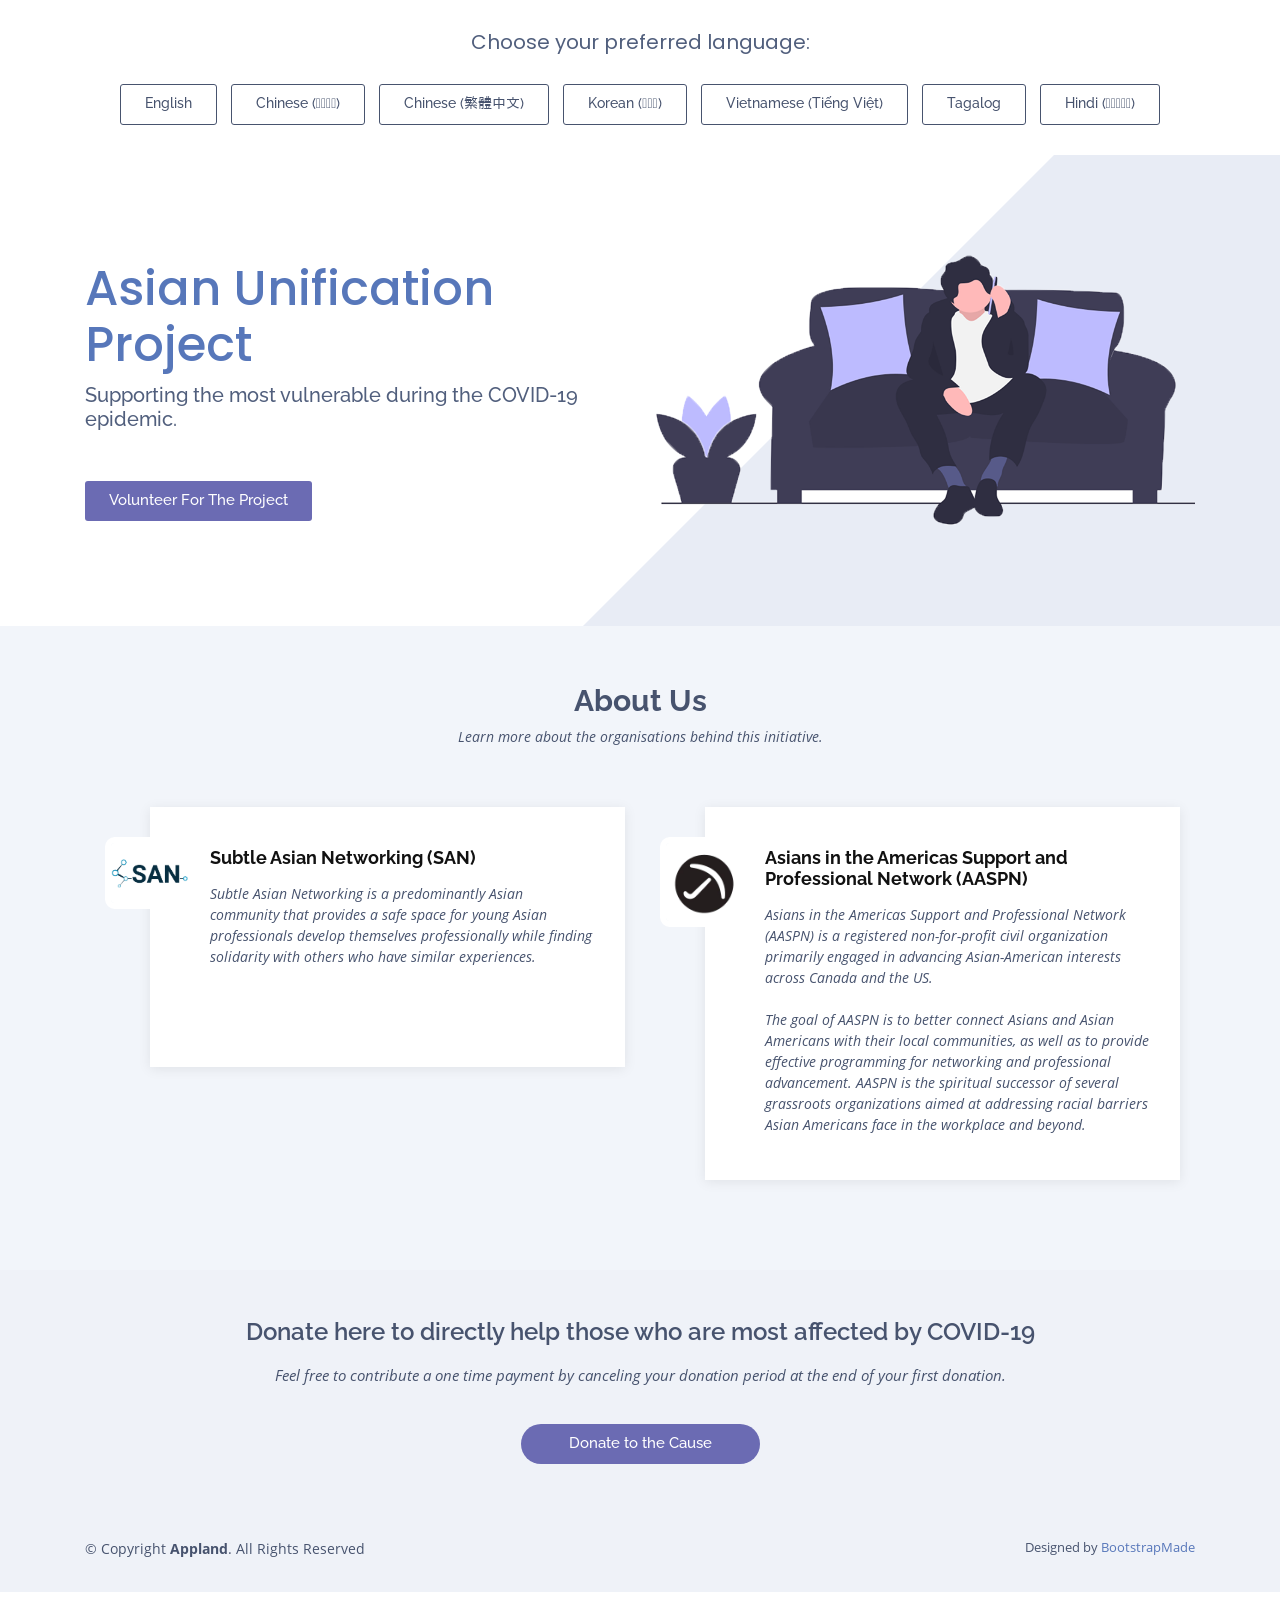 Choose your preferred language:
English
Chinese
Chinese (繁體中文)
Korean
Vietnamese (Tiếng Việt)
Tagalog
Hindi
Asian Unification
Project
Supporting the most vulnerable during the COVID-19
epidemic.
Volunteer For The Project
About Us
Learn more about the organisations behind this initiative.
SAN
Subtle Asian Networking (SAN)
Subtle Asian Networking is a predominantly Asian
community that provides a safe space for young Asian
professionals develop themselves professionally while finding
solidarity with others who have similar experiences.
Asians in the Americas Support and
Professional Network (AASPN)
Asians in the Americas Support and Professional Network
(AASPN) is a registered non-for-profit civil organization
primarily engaged in advancing Asian-American interests
across Canada and the US.
The goal of AASPN is to better connect Asians and Asian
Americans with their local communities, as well as to provide
effective programming for networking and professional
advancement. AASPN is the spiritual successor of several
grassroots organizations aimed at addressing racial barriers
Asian Americans face in the workplace and beyond.
Donate here to directly help those who are most affected by COVID-19
Feel free to contribute a one time payment by canceling your donation period at the end of your first donation.
Donate to the Cause
© Copyright Appland. All Rights Reserved
Designed by BootstrapMade